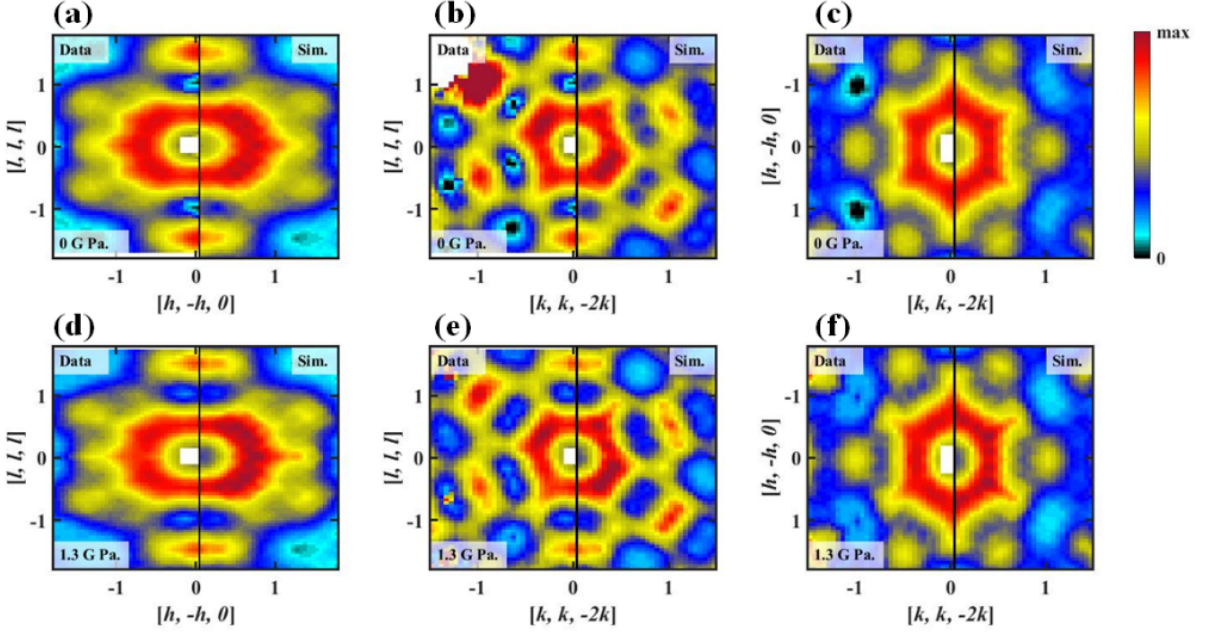 (a) (b) (c)
Data Sim. Data Sim. Data Sim. max
1 1 -1
[l, l, l] 0 [l, l, l] 0 [h, -h, 0] 0
-1 -1 1
0 G Pa. 0 G Pa. 0 G Pa. 0
-1 0 1 -1 0 1 -1 0 1
[h, -h, 0] [k, k, -2k] [k, k, -2k]
(d) (e) (f)
Data Sim. Data Sim. Data Sim.
1 1 -1
[l, l, l] 0 [l, l, l] 0 [h, -h, 0] 0
-1 -1 1
1.3 G Pa. 1.3 G Pa. 1.3 G Pa.
-1 0 1 -1 0 1 -1 0 1
[h, -h, 0] [k, k, -2k] [k, k, -2k]